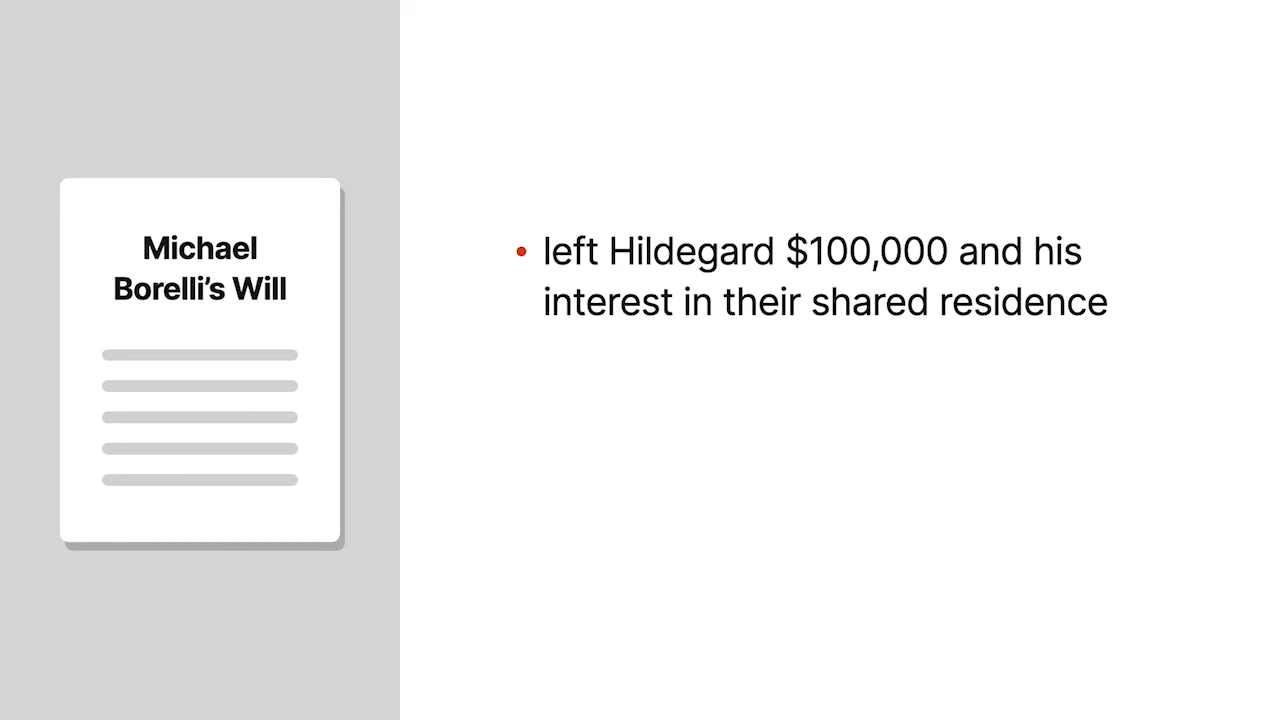 Michael
Borelli’s Will
• left Hildegard $100,000 and his
interest in their shared residence